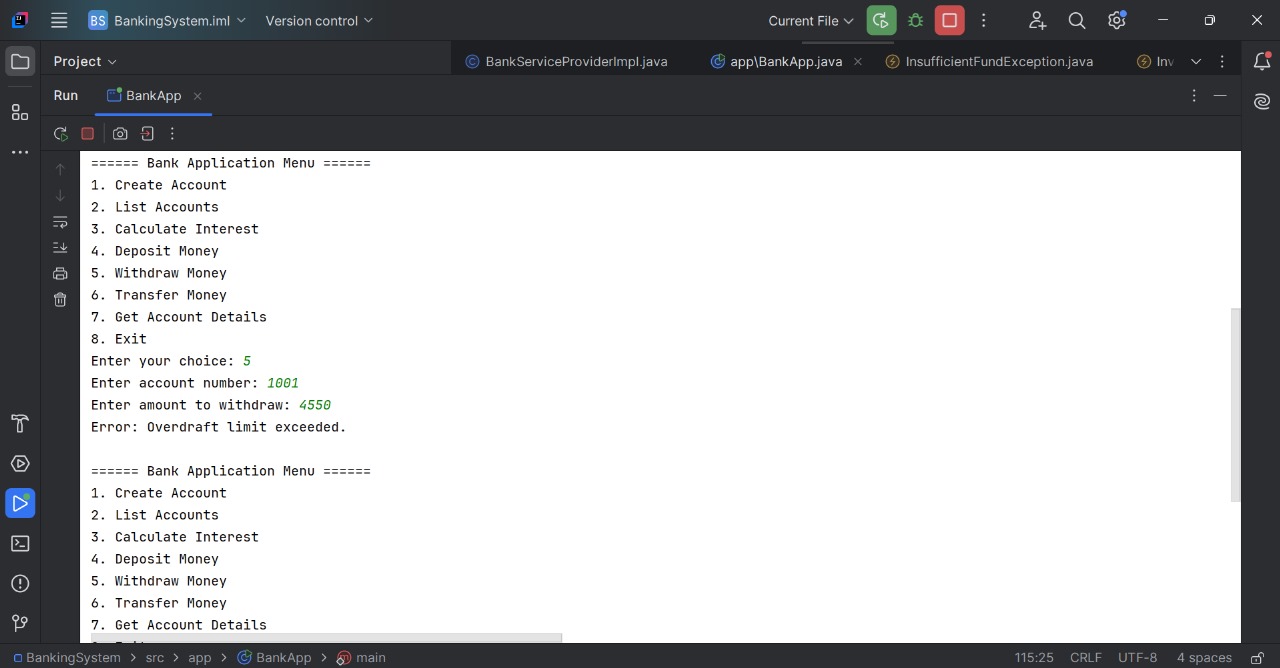 BS BankingSystem.iml Version control Current File
Project BankServiceProviderImpl.java app\BankApp.java InsufficientFundException.java Inv
Run BankApp
====== Bank Application Menu ======
1. Create Account
2. List Accounts
3. Calculate Interest
4. Deposit Money
5. Withdraw Money
6. Transfer Money
7. Get Account Details
8. Exit
Enter your choice: 5
Enter account number: 1001
Enter amount to withdraw: 4550
Error: Overdraft limit exceeded.
====== Bank Application Menu ======
1. Create Account
2. List Accounts
3. Calculate Interest
4. Deposit Money
5. Withdraw Money
6. Transfer Money
7. Get Account Details
BankingSystem > src > app > BankApp > main 115:25 CRLF UTF-8 4 spaces